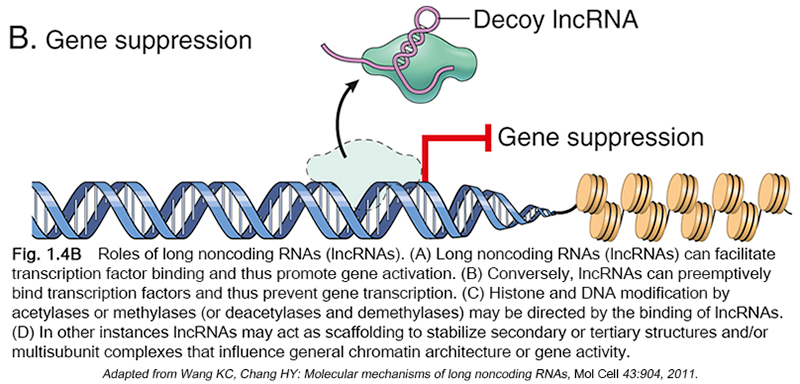 Decoy lncRNA
B. Gene suppression
Gene suppression
Fig. 1.4B Roles of long noncoding RNAs (lncRNAs). (A) Long noncoding RNAs (lncRNAs) can facilitate
transcription factor binding and thus promote gene activation. (B) Conversely, lncRNAs can preemptively
bind transcription factors and thus prevent gene transcription. (C) Histone and DNA modification by
acetylases or methylases (or deacetylases and demethylases) may be directed by the binding of lncRNAs.
(D) In other instances lncRNAs may act as scaffolding to stabilize secondary or tertiary structures and/or
multisubunit complexes that influence general chromatin architecture or gene activity.
Adapted from Wang KC, Chang HY: Molecular mechanisms of long noncoding RNAs, Mol Cell 43:904, 2011.